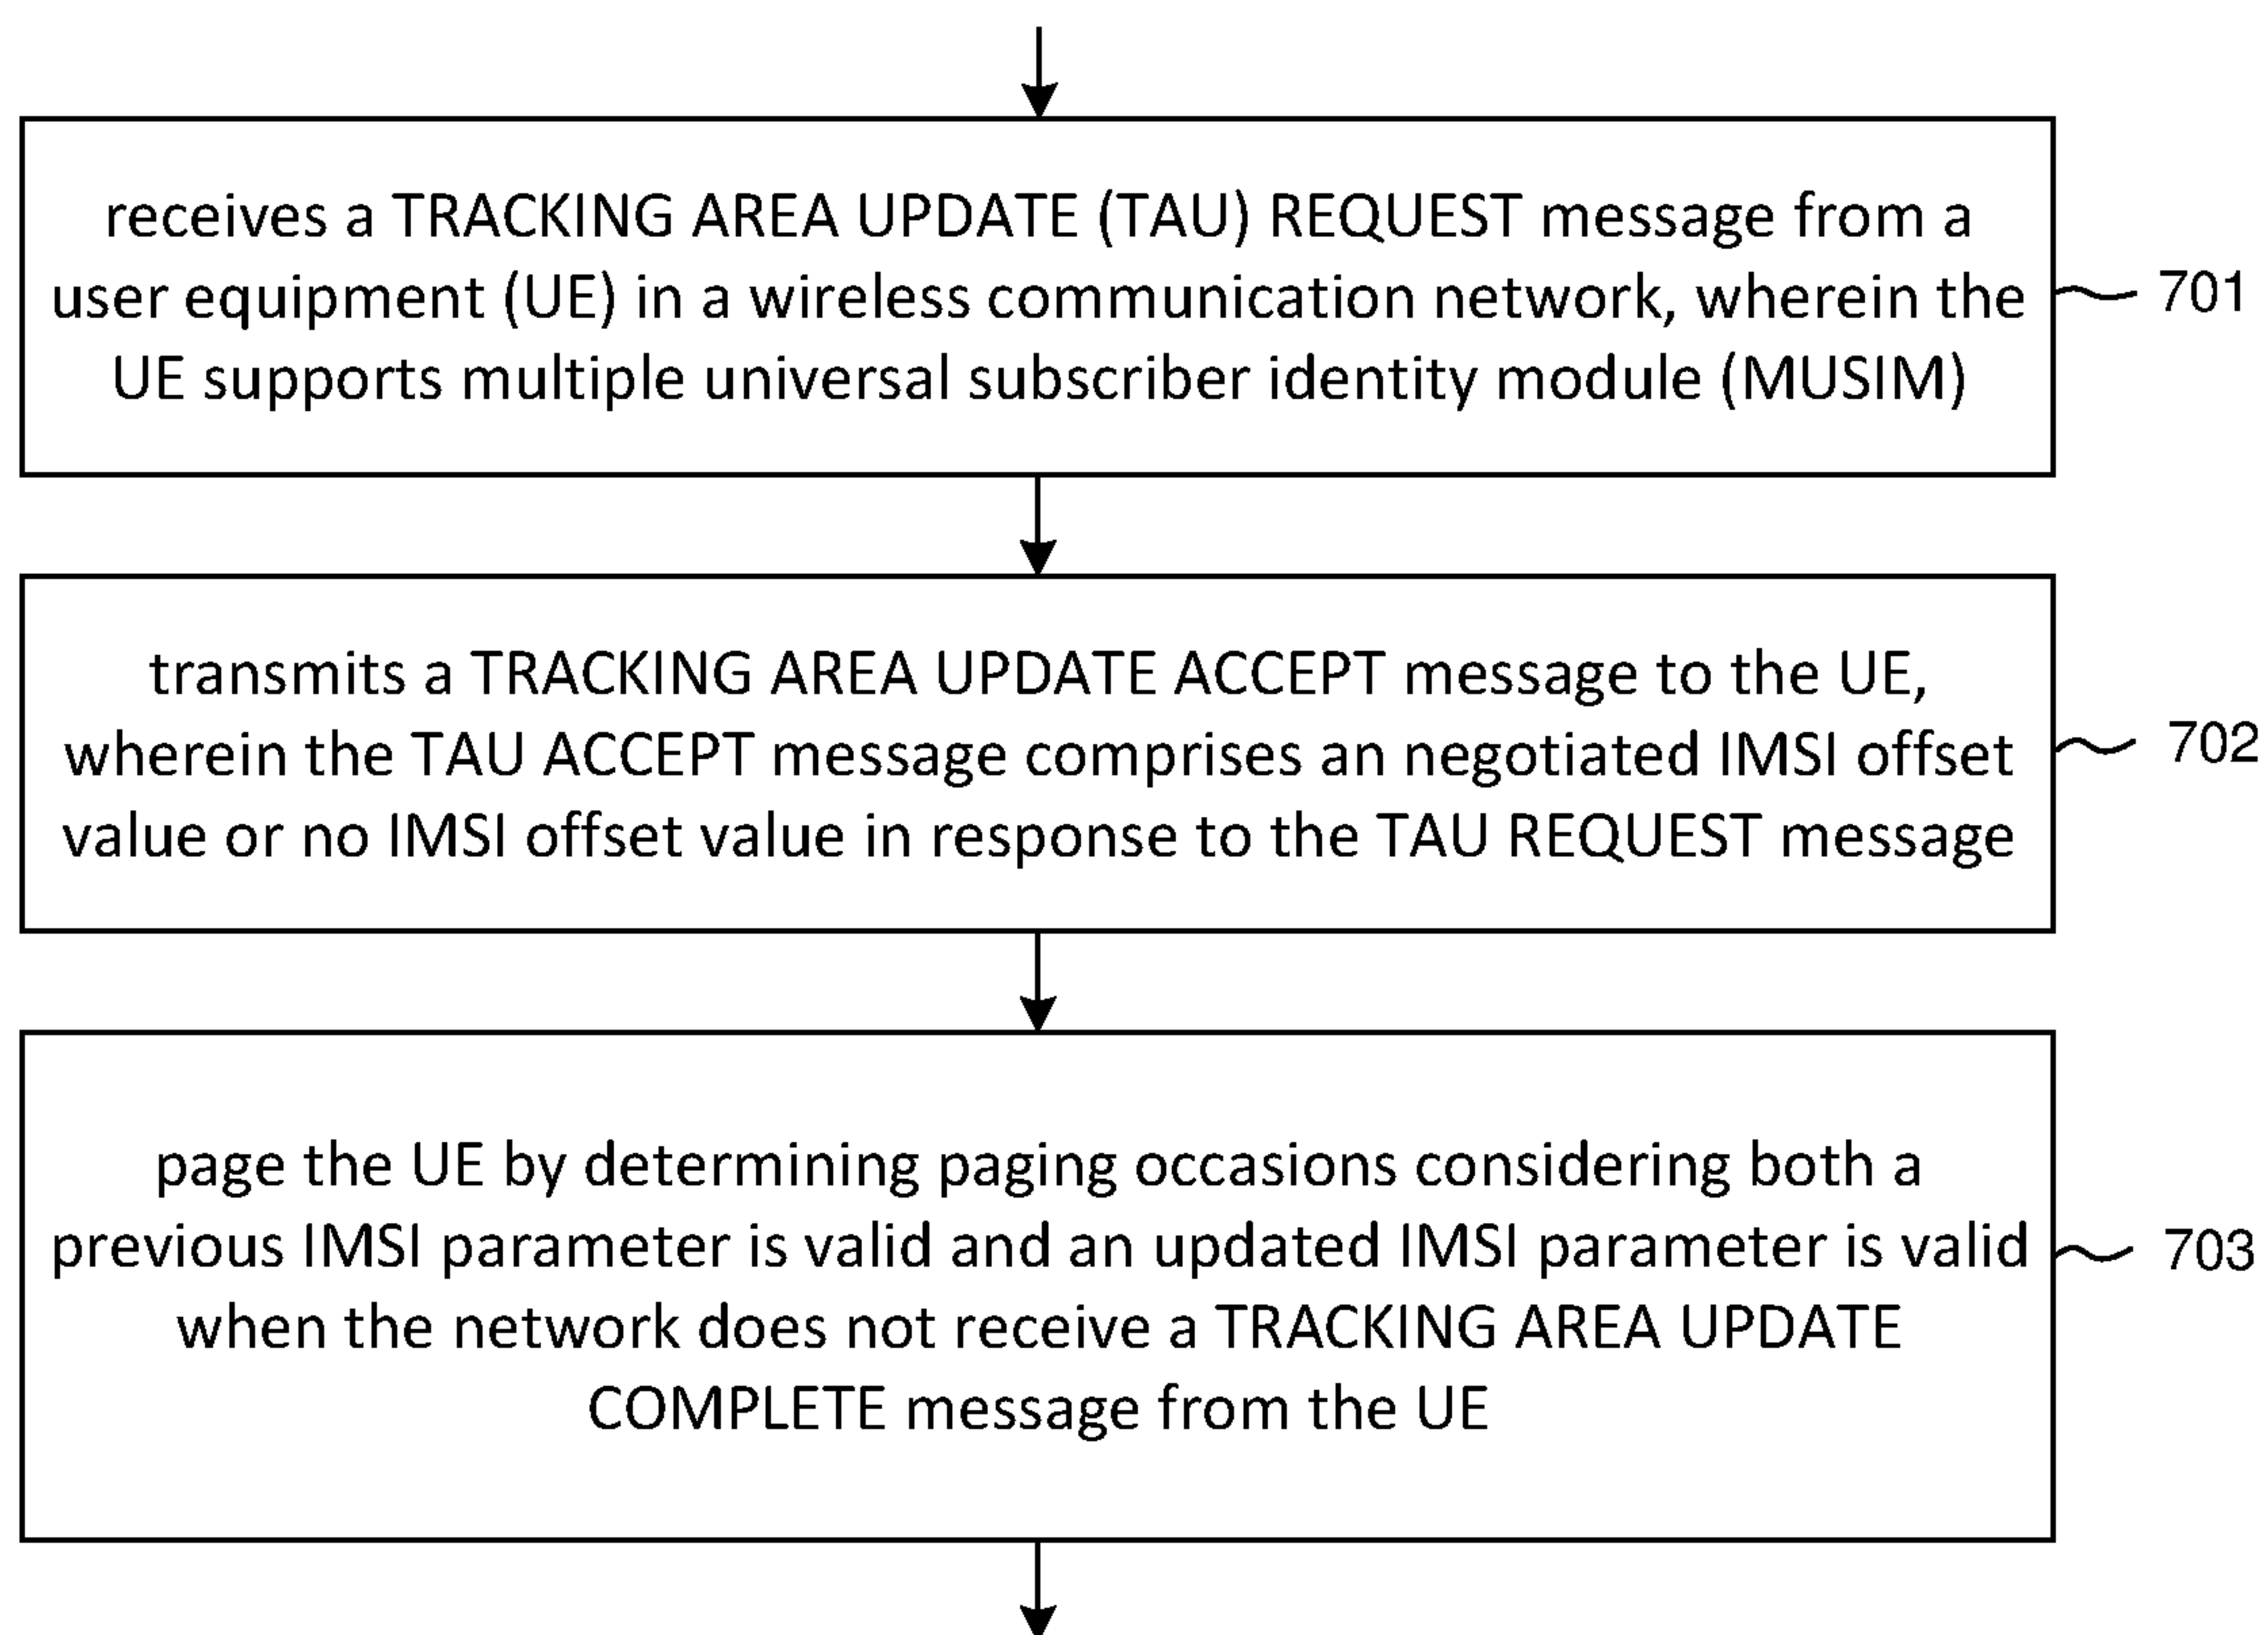 receives a TRACKING AREA UPDATE (TAU) REQUEST message from a
user equipment (UE) in a wireless communication network, wherein the
UE supports multiple universal subscriber identity module (MUSIM)
701
transmits a TRACKING AREA UPDATE ACCEPT message to the UE,
wherein the TAU ACCEPT message comprises an negotiated IMSI offset
value or no IMSI offset value in response to the TAU REQUEST message
702
page the UE by determining paging occasions considering both a
previous IMSI parameter is valid and an updated IMSI parameter is valid
when the network does not receive a TRACKING AREA UPDATE
COMPLETE message from the UE
703